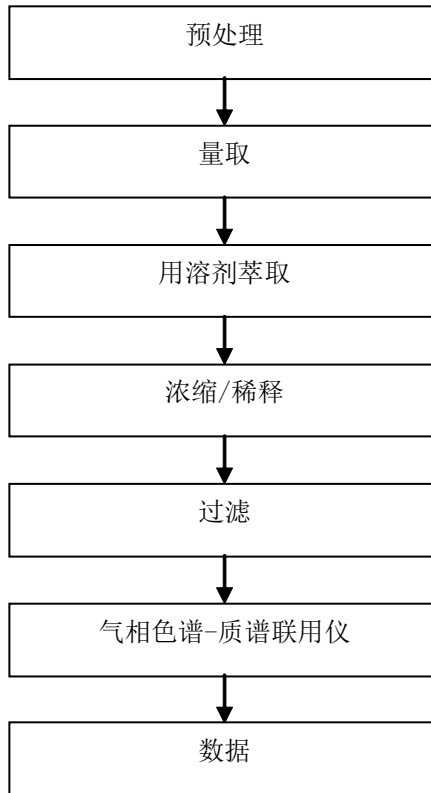 预处理
量取
用溶剂萃取
浓缩/稀释
过滤
气相色谱-质谱联用仪
数据